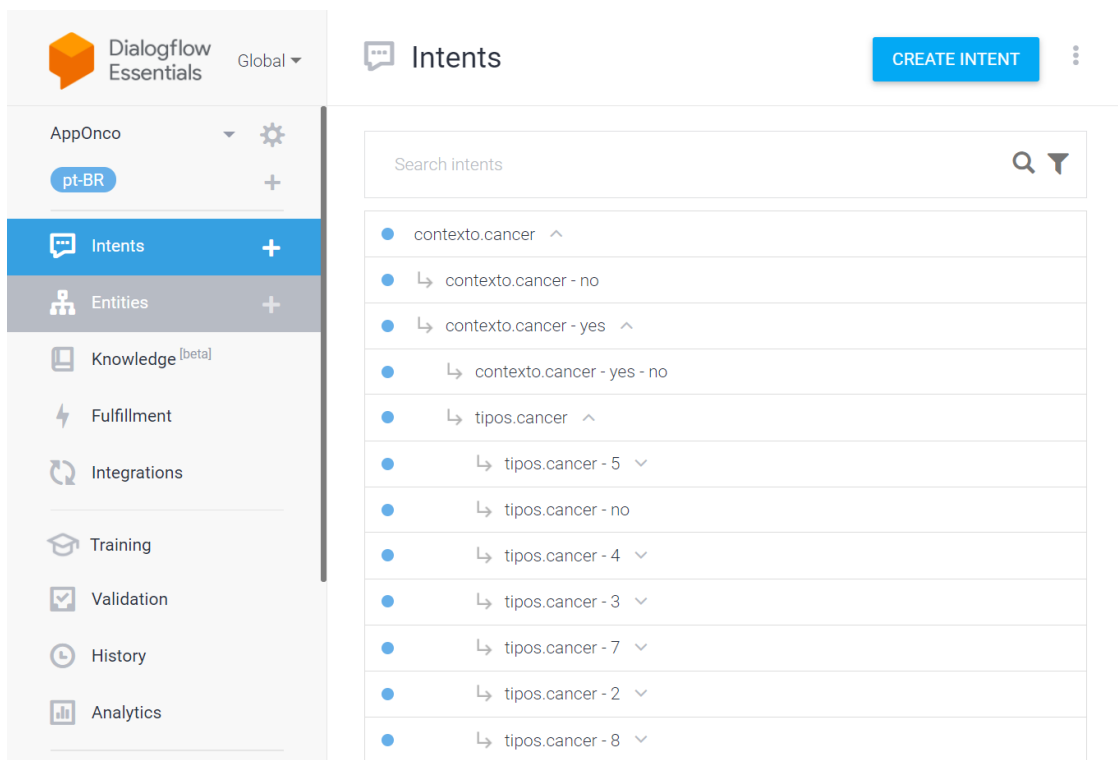 Dialogflow
Essentials
Global
Intents
CREATE INTENT
AppOnco
pt-BR
Search intents
Intents
Entities
Knowledge [beta]
Fulfillment
Integrations
Training
Validation
History
Analytics
contexto.cancer
contexto.cancer - no
contexto.cancer - yes
contexto.cancer - yes - no
tipos.cancer
tipos.cancer - 5
tipos.cancer - no
tipos.cancer - 4
tipos.cancer - 3
tipos.cancer - 7
tipos.cancer - 2
tipos.cancer - 8